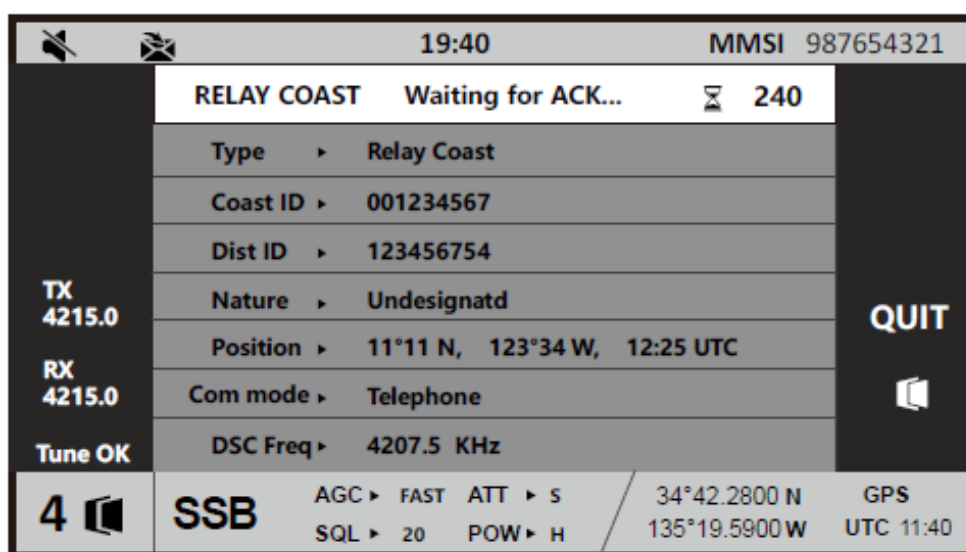 19:40 MMSI 987654321
RELAY COAST Waiting for ACK... 240
Type Relay Coast
Coast ID 001234567
Dist ID 123456754
Nature Undesignatd
Position 11°11 N, 123°34 W, 12:25 UTC
Com mode Telephone
DSC Freq 4207.5 KHz
TX
4215.0
RX
4215.0
Tune OK
QUIT
4 SSB
AGC FAST ATT S
SQL 20 POW H
34°42.2800 N
135°19.5900 W
GPS
UTC 11:40